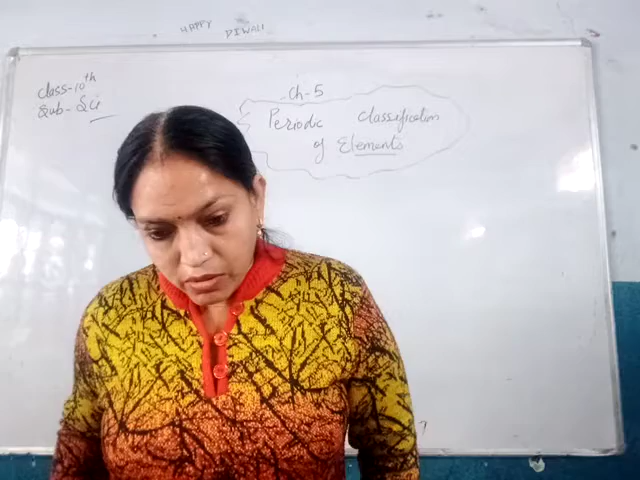 HAPPY DIWALI
class-10th
Sub- Sci
Ch-5
Periodic classification
of Elements